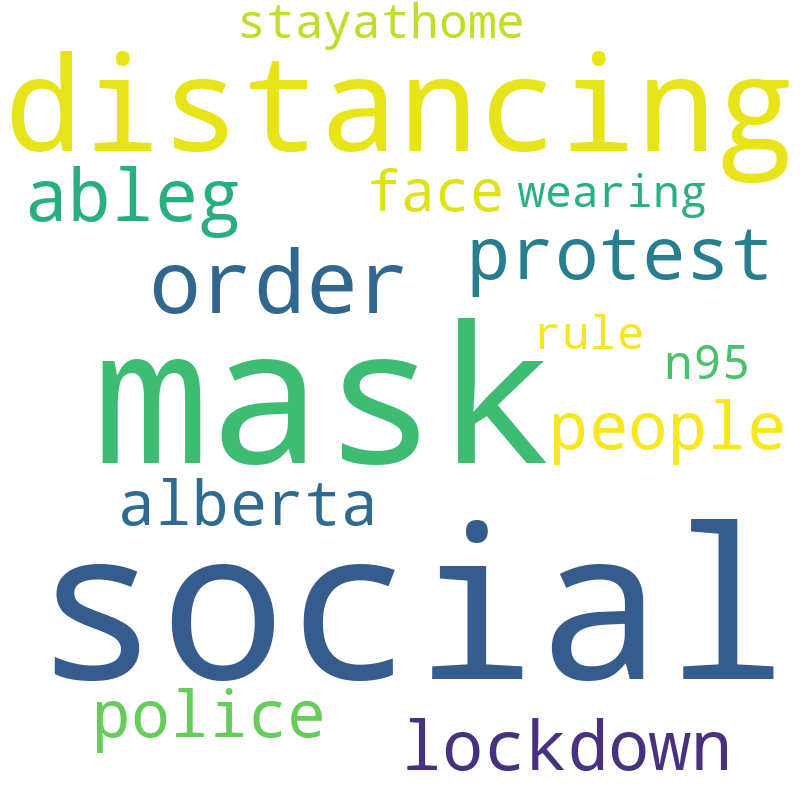 stayathome
distancing
ableg
face
wearing
order
protest
mask
rule
n95
people
alberta
social
police
lockdown